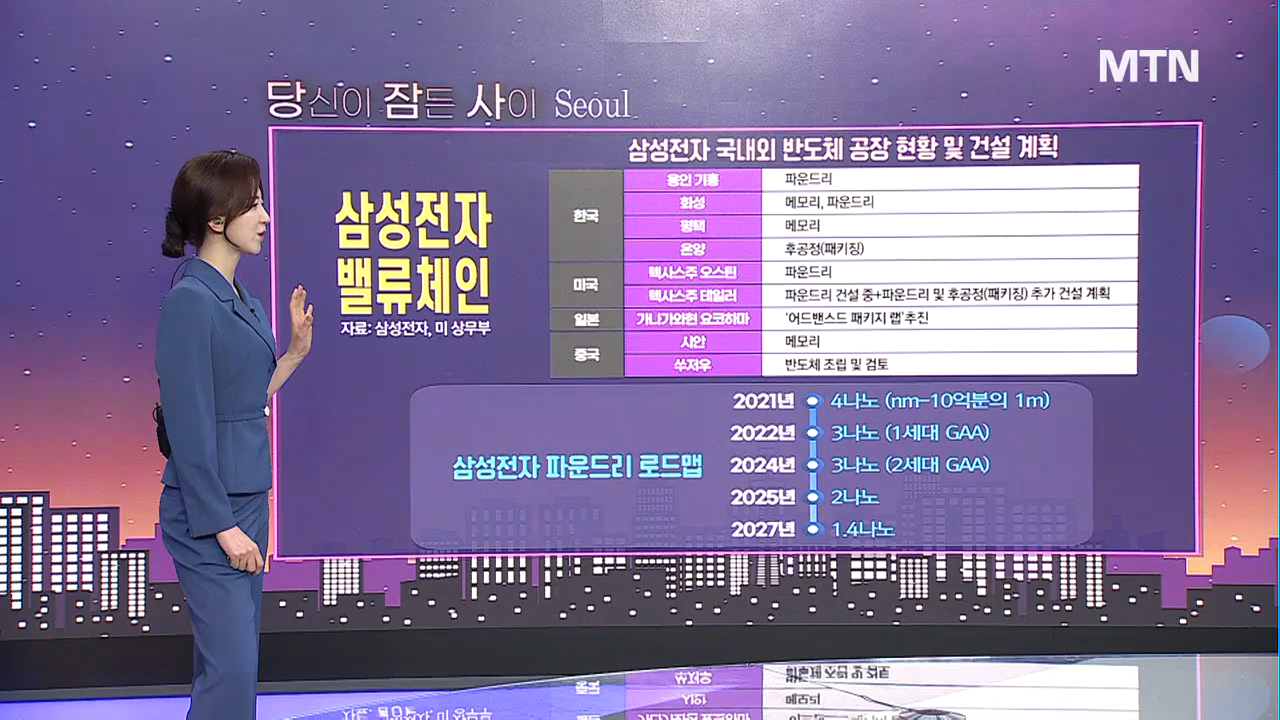 MTN
당신이 잠든 사이 Seoul
삼성전자 국내외 반도체 공장 현황 및 건설 계획
삼성전자
밸류체인
자료: 삼성전자, 미 상무부
한국
용인 기흥 파운드리
화성 메모리, 파운드리
평택 메모리
온양 후공정(패키징)
미국
텍사스주 오스틴 파운드리
텍사스주 테일러 파운드리 건설 중+파운드리 및 후공정(패키징) 추가 건설 계획
일본 가나가와현 요코하마 '어드밴스드 패키지 랩'추진
중국
시안 메모리
쑤저우 반도체 조립 및 검토
삼성전자 파운드리 로드맵
2021년 4나노 (nm-10억분의 1m)
2022년 3나노 (1세대 GAA)
2024년 3나노 (2세대 GAA)
2025년 2나노
2027년 1.4나노